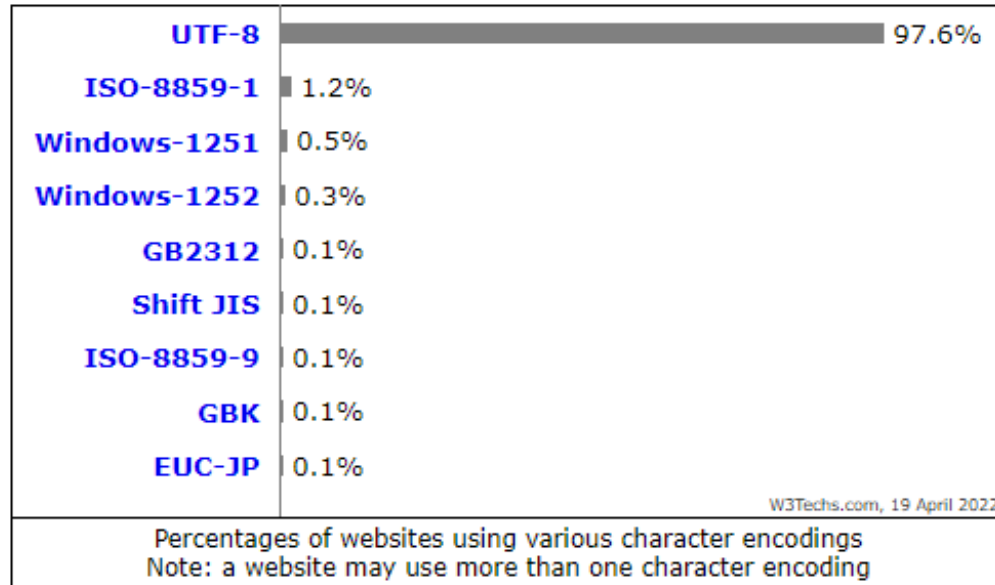 UTF-8 97.6%
ISO-8859-1 1.2%
Windows-1251 0.5%
Windows-1252 0.3%
GB2312 0.1%
Shift JIS 0.1%
ISO-8859-9 0.1%
GBK 0.1%
EUC-JP 0.1%
W3Techs.com, 19 April 2022
Percentages of websites using various character encodings
Note: a website may use more than one character encoding